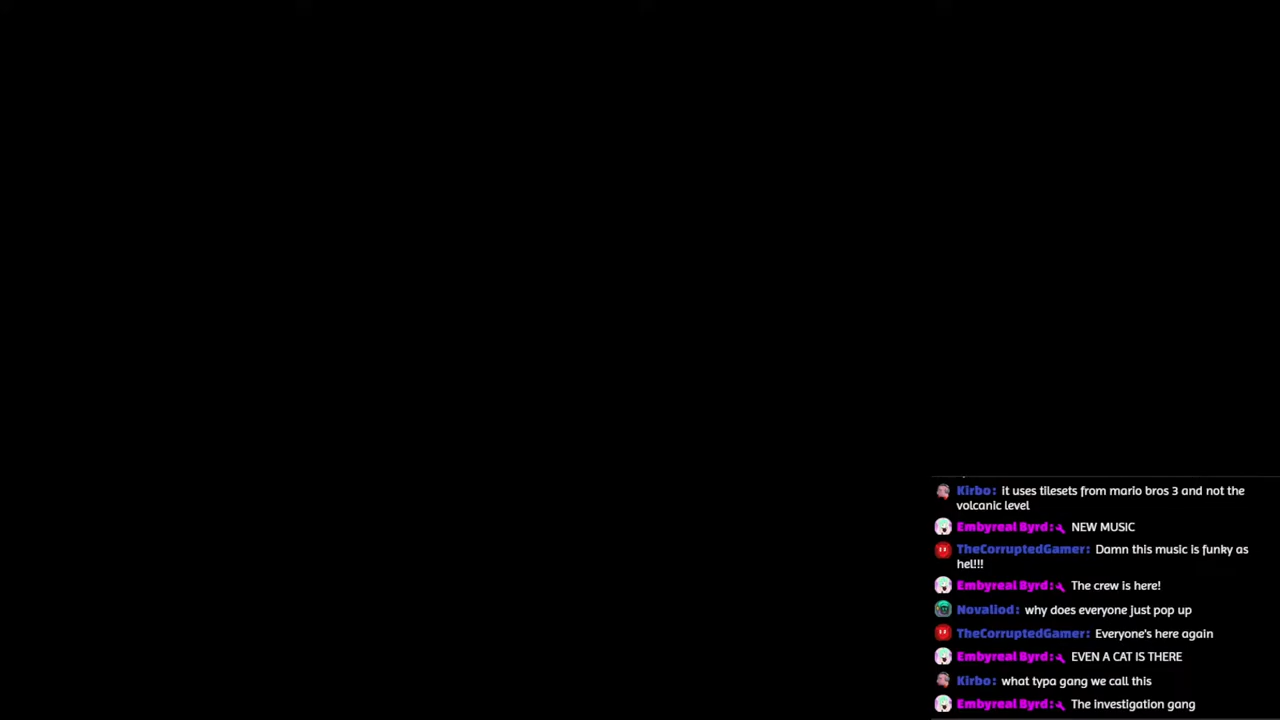 Kirbo: it uses tilesets from mario bros 3 and not the
volcanic level
Embyreal Byrd: NEW MUSIC
TheCorruptedGamer: Damn this music is funky as
hel!!!
Embyreal Byrd: The crew is here!
Novaliod: why does everyone just pop up
TheCorruptedGamer: Everyone's here again
Embyreal Byrd: EVEN A CAT IS THERE
Kirbo: what typa gang we call this
Embyreal Byrd: The investigation gang